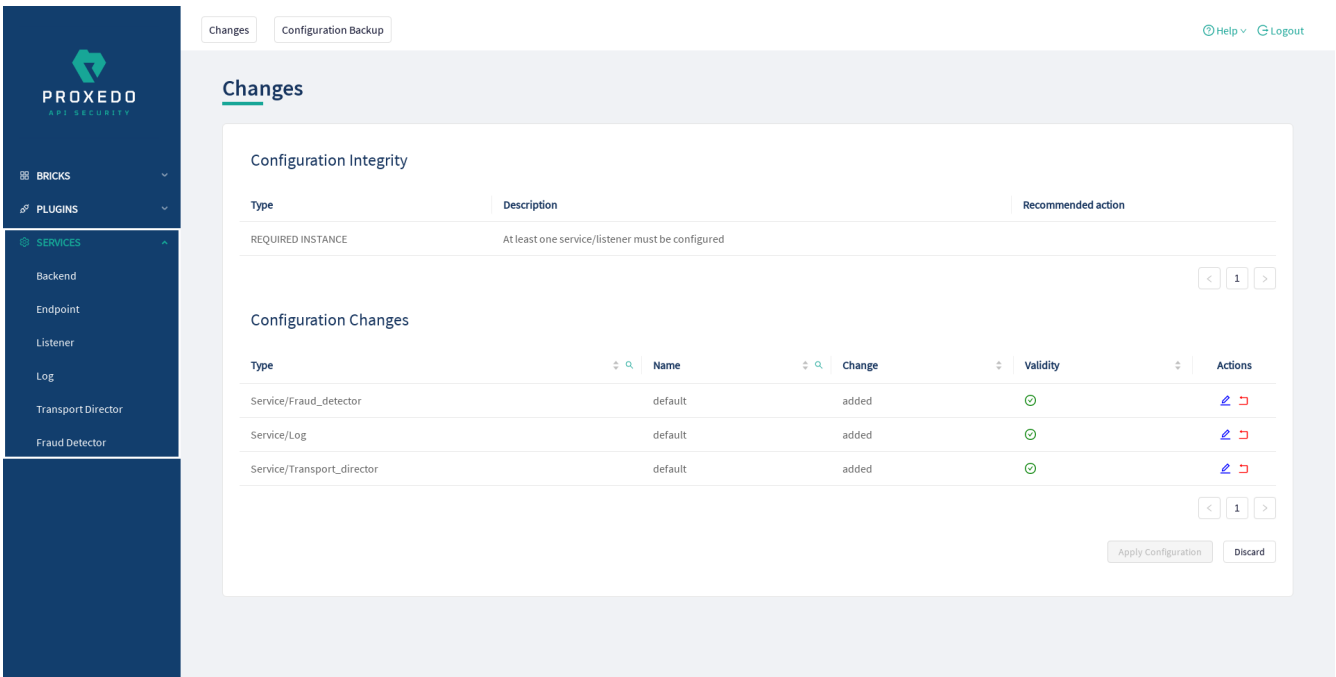 Changes Configuration Backup Help Logout
PROXEDO
API SECURITY
BRICKS
PLUGINS
SERVICES
Backend
Endpoint
Listener
Log
Transport Director
Fraud Detector
Changes
Configuration Integrity
Type Description Recommended action
REQUIRED INSTANCE At least one service/listener must be configured
< 1 >
Configuration Changes
Type Name Change Validity Actions
Service/Fraud_detector default added
Service/Log default added
Service/Transport_director default added
< 1 >
Apply Configuration Discard